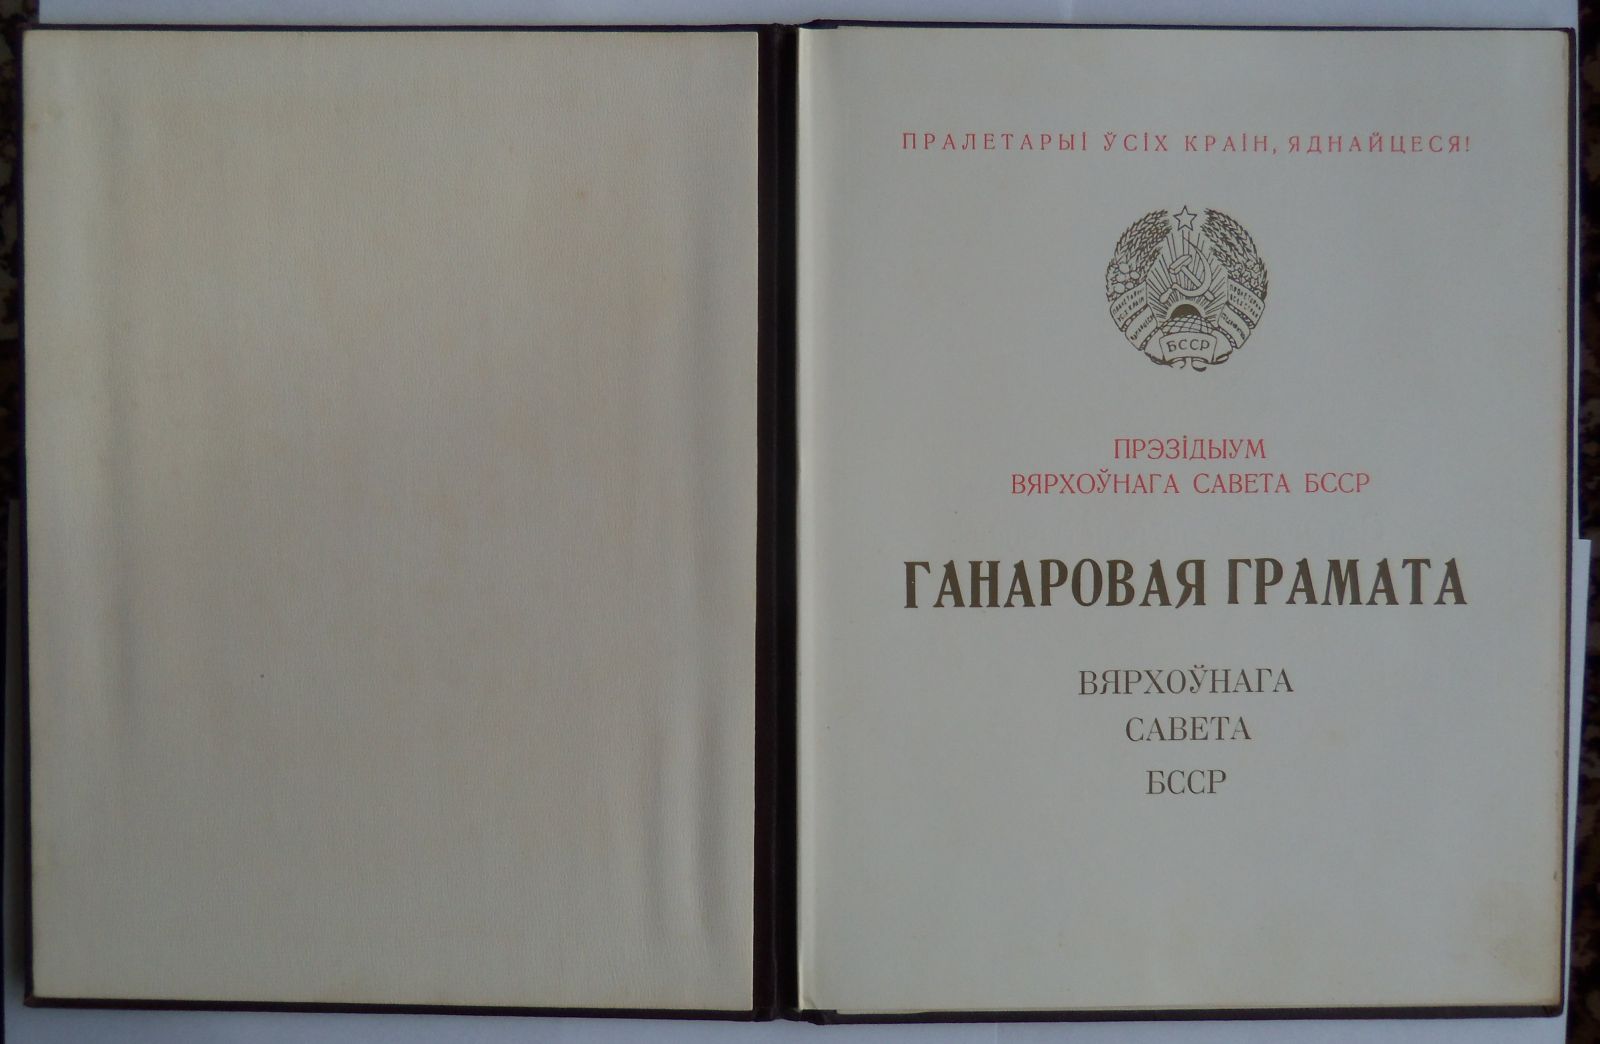 ПРАЛЕТАРЫІ ЎСІХ КРАІН, ЯДНАЙЦЕСЯ!
БССР
ПРЭЗІДЫУМ
ВЯРХОЎНАГА САВЕТА БССР
ГАНАРОВАЯ ГРАМАТА
ВЯРХОЎНАГА
САВЕТА
БССР